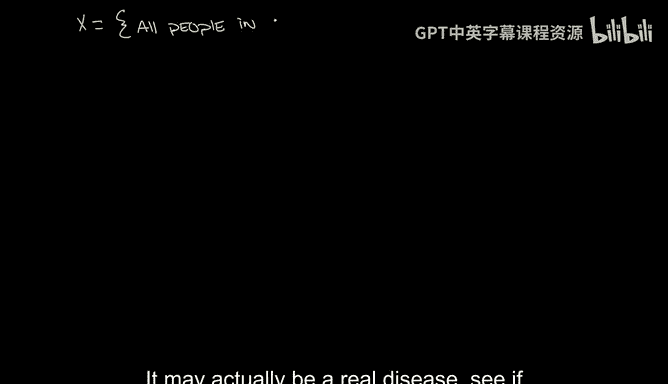 X = { All people in
GPT中英字幕课程资源 bilibili
It may actually be a real disease, see if